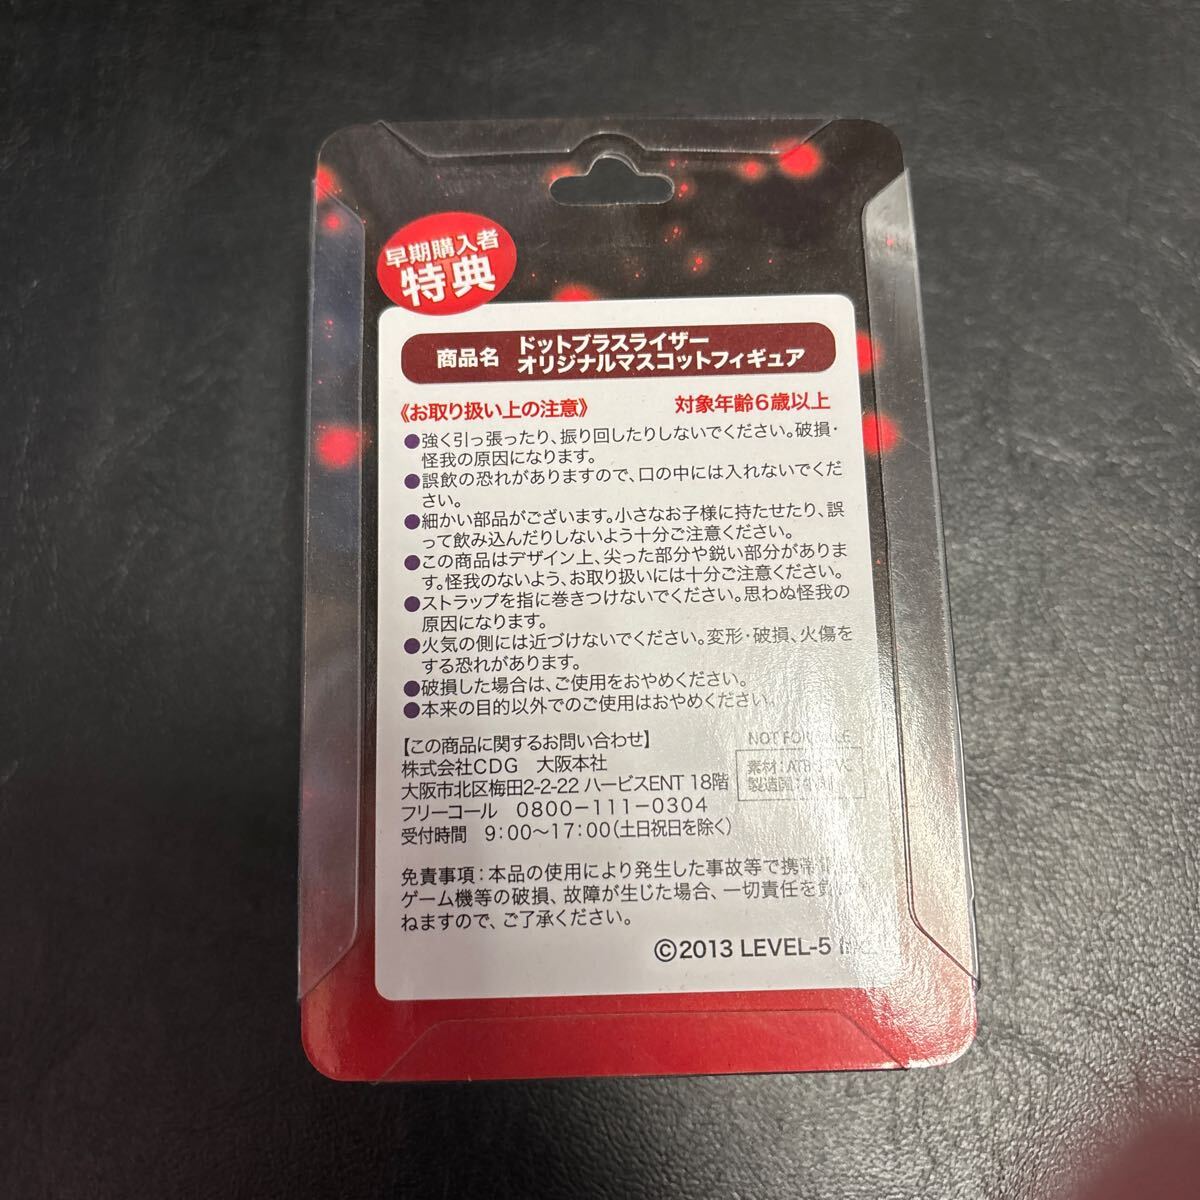 早期購入者
特典
商品名 ドットブラスライザー
オリジナルマスコットフィギュア
《お取り扱い上の注意》 対象年齢6歳以上
●強く引っ張ったり、振り回したりしないでください。破損・
怪我の原因になります。
●誤飲の恐れがありますので、口の中には入れないでくだ
さい。
●細かい部品がございます。小さなお子様に持たせたり、誤
って飲み込んだりしないよう十分ご注意ください。
●この商品はデザイン上、尖った部分や鋭い部分がありま
す。怪我のないよう、お取り扱いには十分ご注意ください。
●ストラップを指に巻きつけないでください。思わぬ怪我の
原因になります。
●火気の側には近づけないでください。変形・破損、火傷を
する恐れがあります。
●破損した場合は、ご使用をおやめください。
●本来の目的以外でのご使用はおやめください。
【この商品に関するお問い合わせ】
株式会社CDG 大阪本社
大阪市北区梅田2-2-22 ハービスENT 18階
フリーコール 0800-111-0304
受付時間 9:00〜17:00(土日祝日を除く)
NOT FOR SALE
素材:
製造国:
免責事項:本品の使用により発生した事故等で携帯
ゲーム機等の破損、故障が生じた場合、一切責任を負
ねますので、ご了承ください。
©2013 LEVEL-5